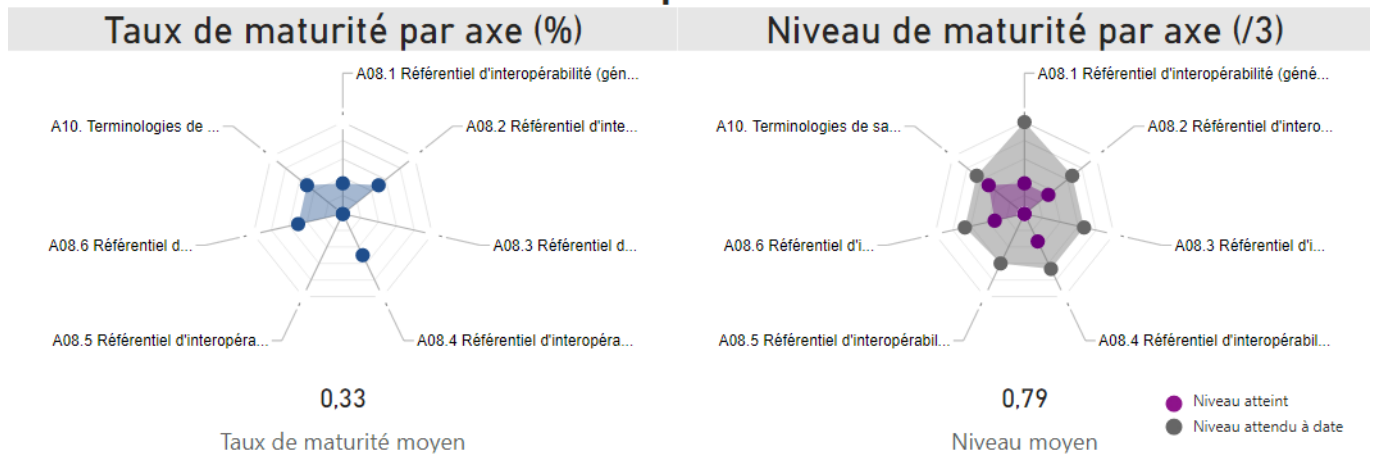 Taux de maturité par axe (%)
A08.1 Référentiel d'interopérabilité (gén...
A10. Terminologies de ...
A08.2 Référentiel d'inte...
A08.6 Référentiel d...
A08.3 Référentiel d...
A08.5 Référentiel d'interopéra...
A08.4 Référentiel d'interopéra...
0,33
Taux de maturité moyen
Niveau de maturité par axe (/3)
A08.1 Référentiel d'interopérabilité (géné...
A10. Terminologies de sa...
A08.2 Référentiel d'intero...
A08.6 Référentiel d'i...
A08.3 Référentiel d'i...
A08.5 Référentiel d'interopérabil...
A08.4 Référentiel d'interopérabil...
0,79
Niveau moyen
Niveau atteint
Niveau attendu à date